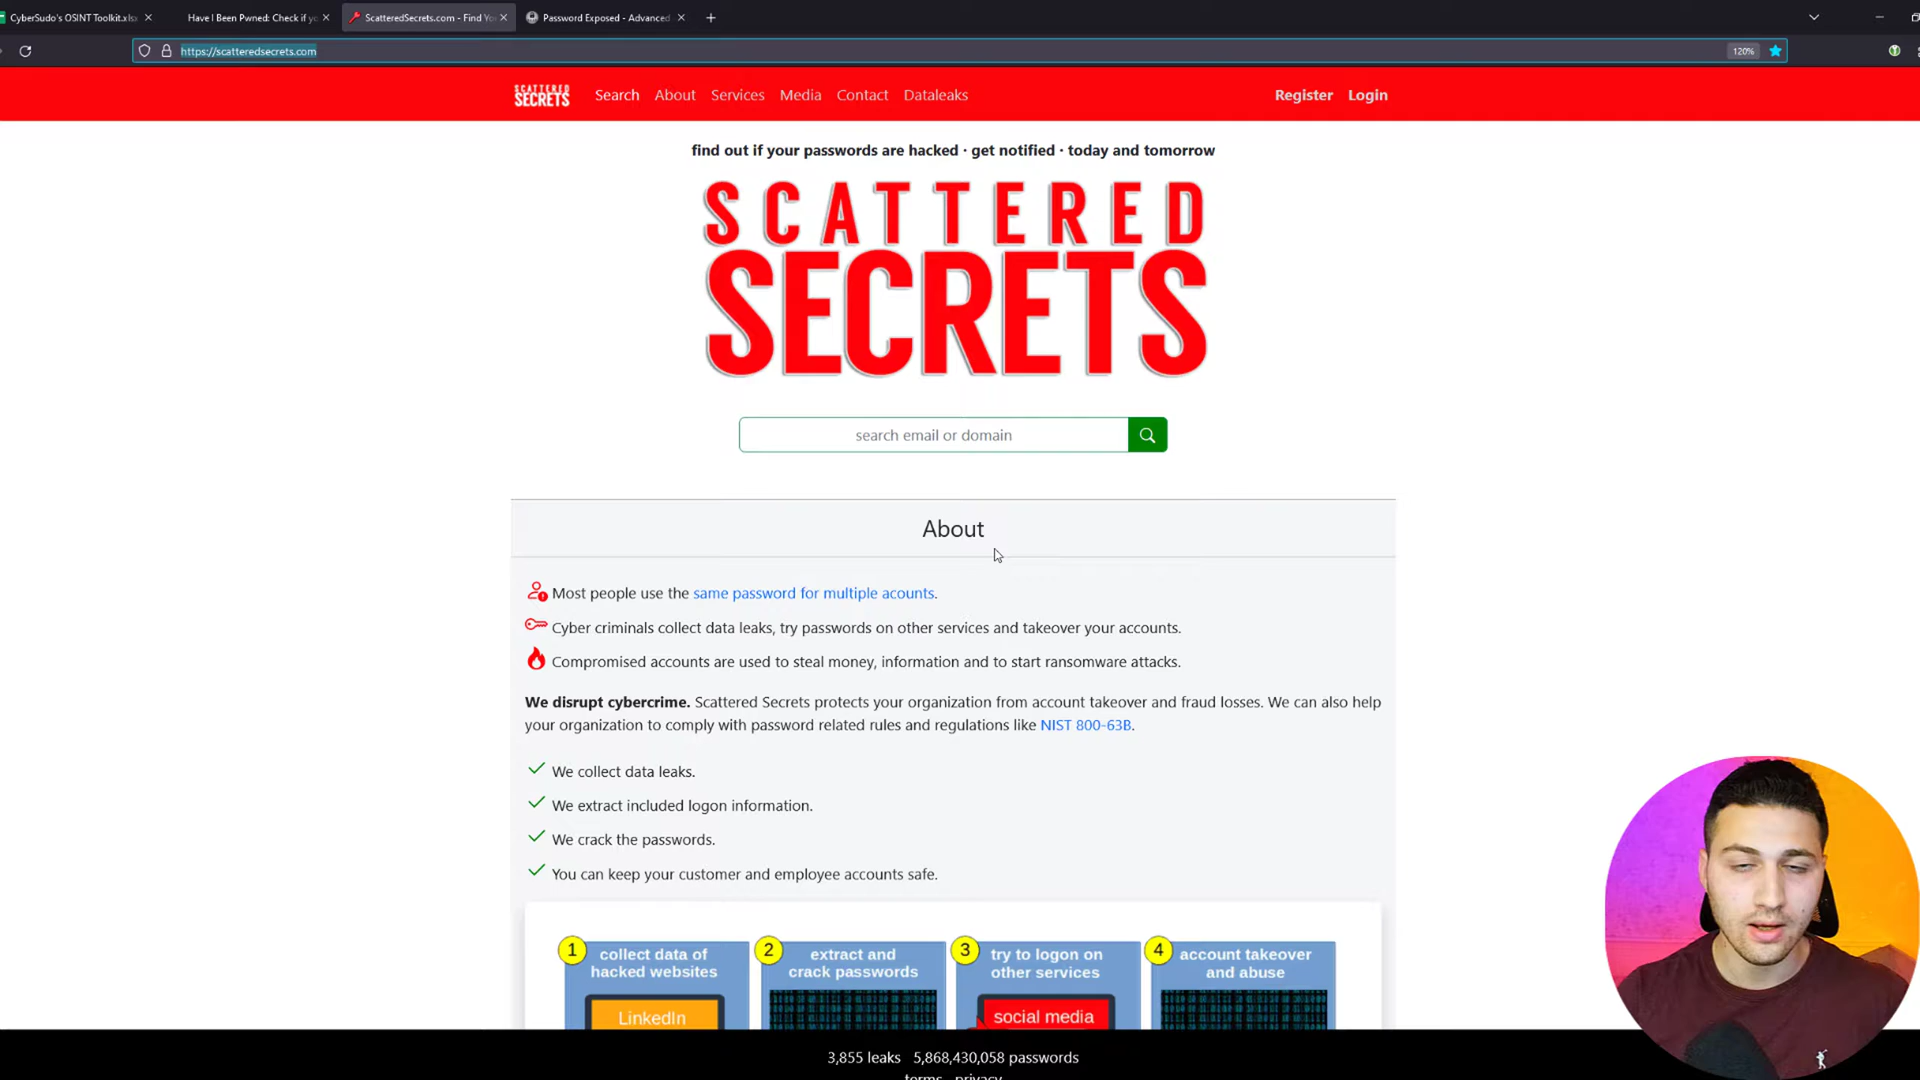 CyberSudo's OSINT Toolkit.xlsx
Have I Been Pwned: Check if yo
ScatteredSecrets.com - Find Yo
Password Exposed - Advanced
https://scatteredsecrets.com
120%
SCATTERED
SECRETS
Search
About
Services
Media
Contact
Dataleaks
Register
Login
find out if your passwords are hacked · get notified · today and tomorrow
SCATTERED
SECRETS
search email or domain
About
Most people use the same password for multiple acounts.
Cyber criminals collect data leaks, try passwords on other services and takeover your accounts.
Compromised accounts are used to steal money, information and to start ransomware attacks.
We disrupt cybercrime. Scattered Secrets protects your organization from account takeover and fraud losses. We can also help
your organization to comply with password related rules and regulations like NIST 800-63B.
We collect data leaks.
We extract included logon information.
We crack the passwords.
You can keep your customer and employee accounts safe.
1 collect data of
hacked websites
2 extract and
crack passwords
3 try to logon on
other services
4 account takeover
and abuse
LinkedIn
social media
3,855 leaks 5,868,430,058 passwords
terms privacy